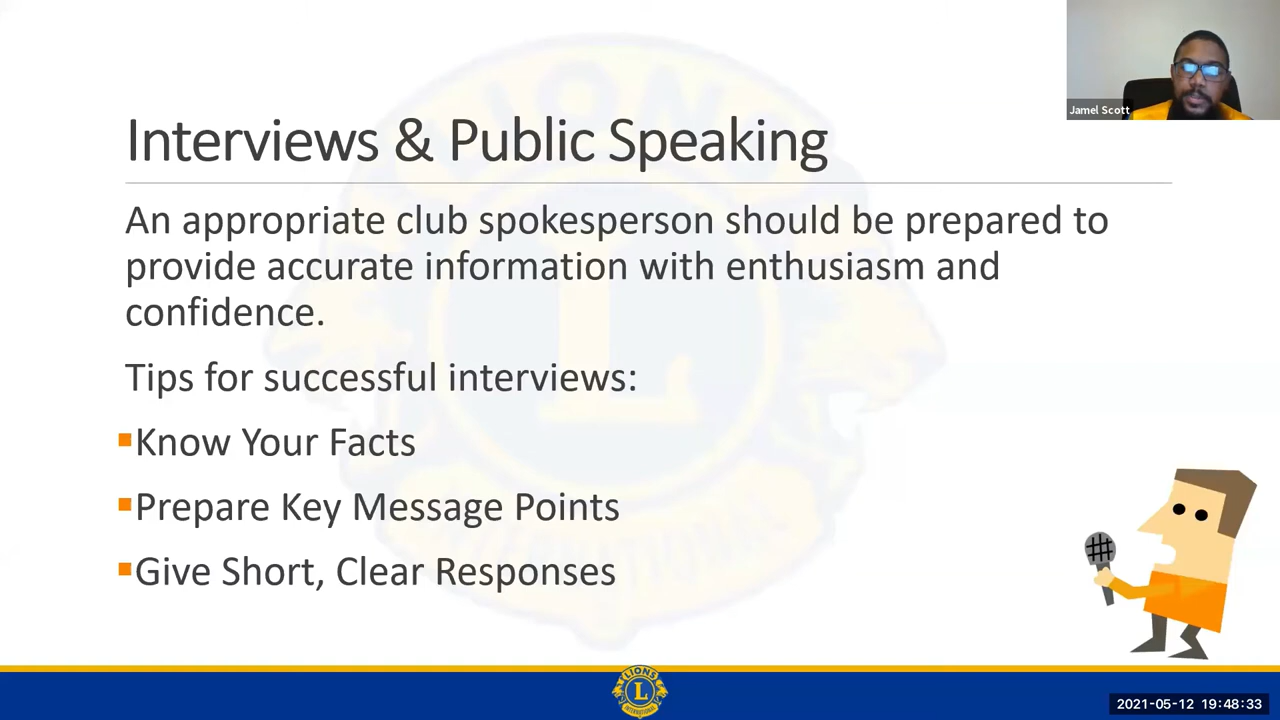 Jamel Scott
Interviews & Public Speaking
An appropriate club spokesperson should be prepared to
provide accurate information with enthusiasm and
confidence.
Tips for successful interviews:
▪Know Your Facts
▪Prepare Key Message Points
▪Give Short, Clear Responses
LIONS
L
INTERNATIONAL
2021-05-12 19:48:33